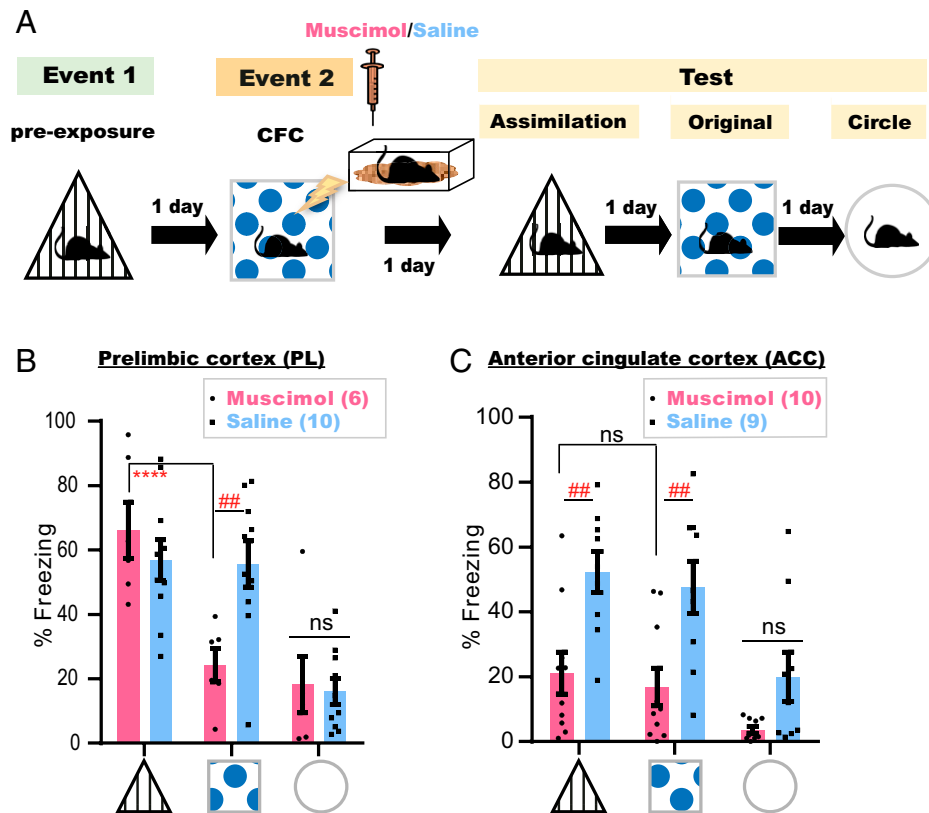 A
Muscimol/Saline
Event 1
Event 2
Test
pre-exposure
CFC
Assimilation
Original
Circle
1 day
1 day
1 day
1 day
B
Prelimbic cortex (PL)
Muscimol (6)
Saline (10)
% Freezing
100
80
60
40
20
0
****
##
ns
C
Anterior cingulate cortex (ACC)
Muscimol (10)
Saline (9)
% Freezing
100
80
60
40
20
0
ns
##
##
ns